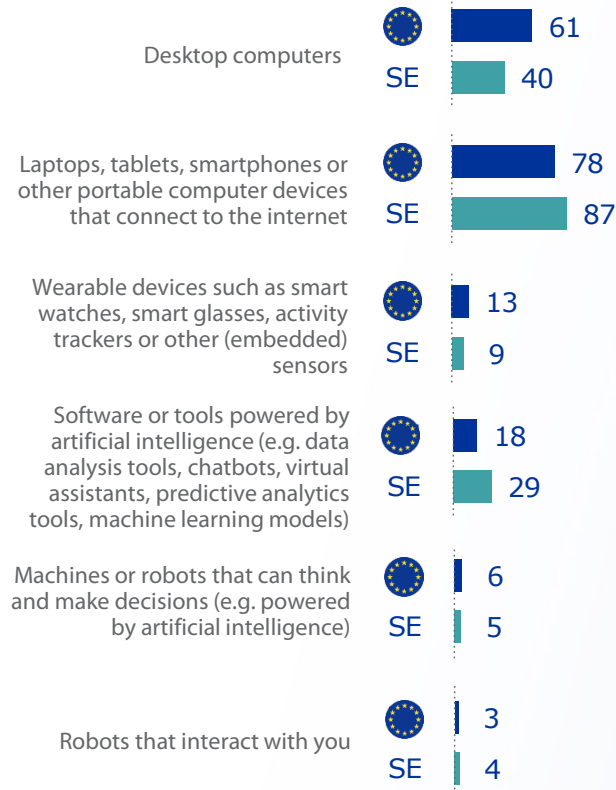 Desktop computers
61
SE 40
Laptops, tablets, smartphones or
other portable computer devices
that connect to the internet
78
SE 87
Wearable devices such as smart
watches, smart glasses, activity
trackers or other (embedded)
sensors
13
SE 9
Software or tools powered by
artificial intelligence (e.g. data
analysis tools, chatbots, virtual
assistants, predictive analytics
tools, machine learning models)
18
SE 29
Machines or robots that can think
and make decisions (e.g. powered
by artificial intelligence)
6
SE 5
Robots that interact with you
3
SE 4